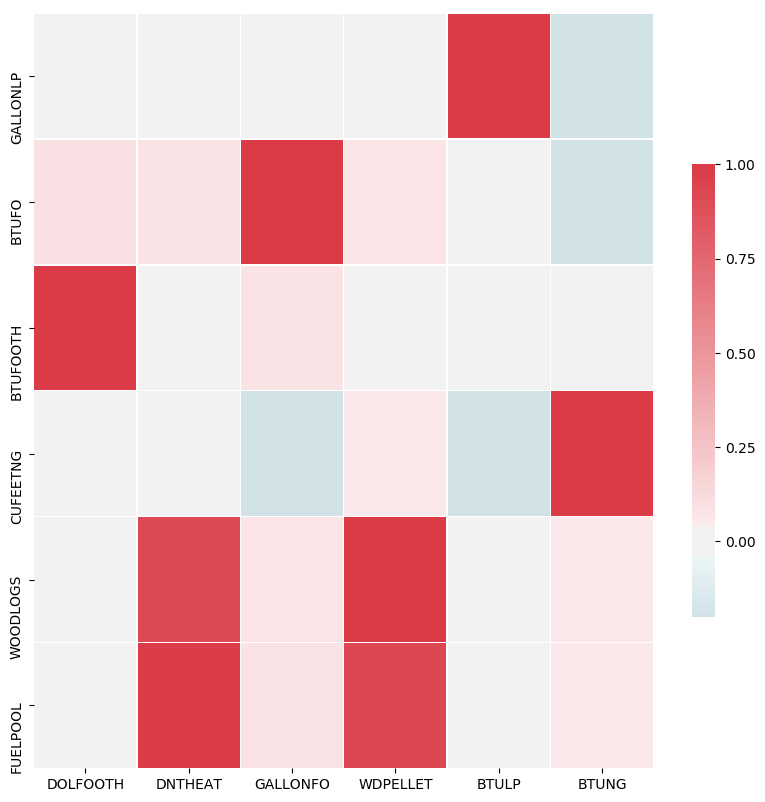 GALLONLP
BTUFO
BTUFOOTH
CUFEETNG
WOODLOGS
FUELPOOL
DOLFOOTH DNTHEAT GALLONFO WDPELLET BTULP BTUNG
1.00
0.75
0.50
0.25
0.00